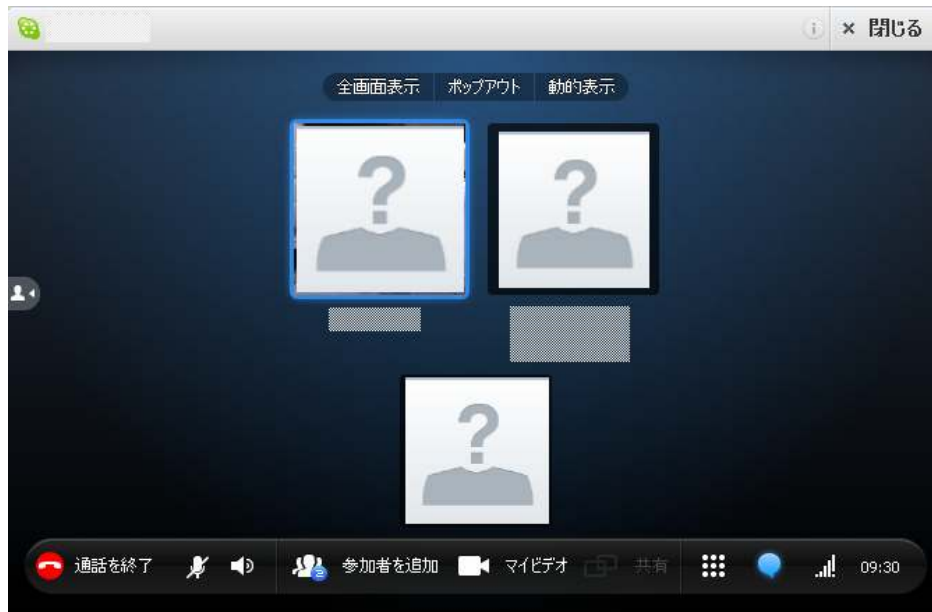 × 閉じる
全画面表示 ポップアウト 動的表示
通話を終了 2 参加者を追加 マイビデオ 共有 09:30